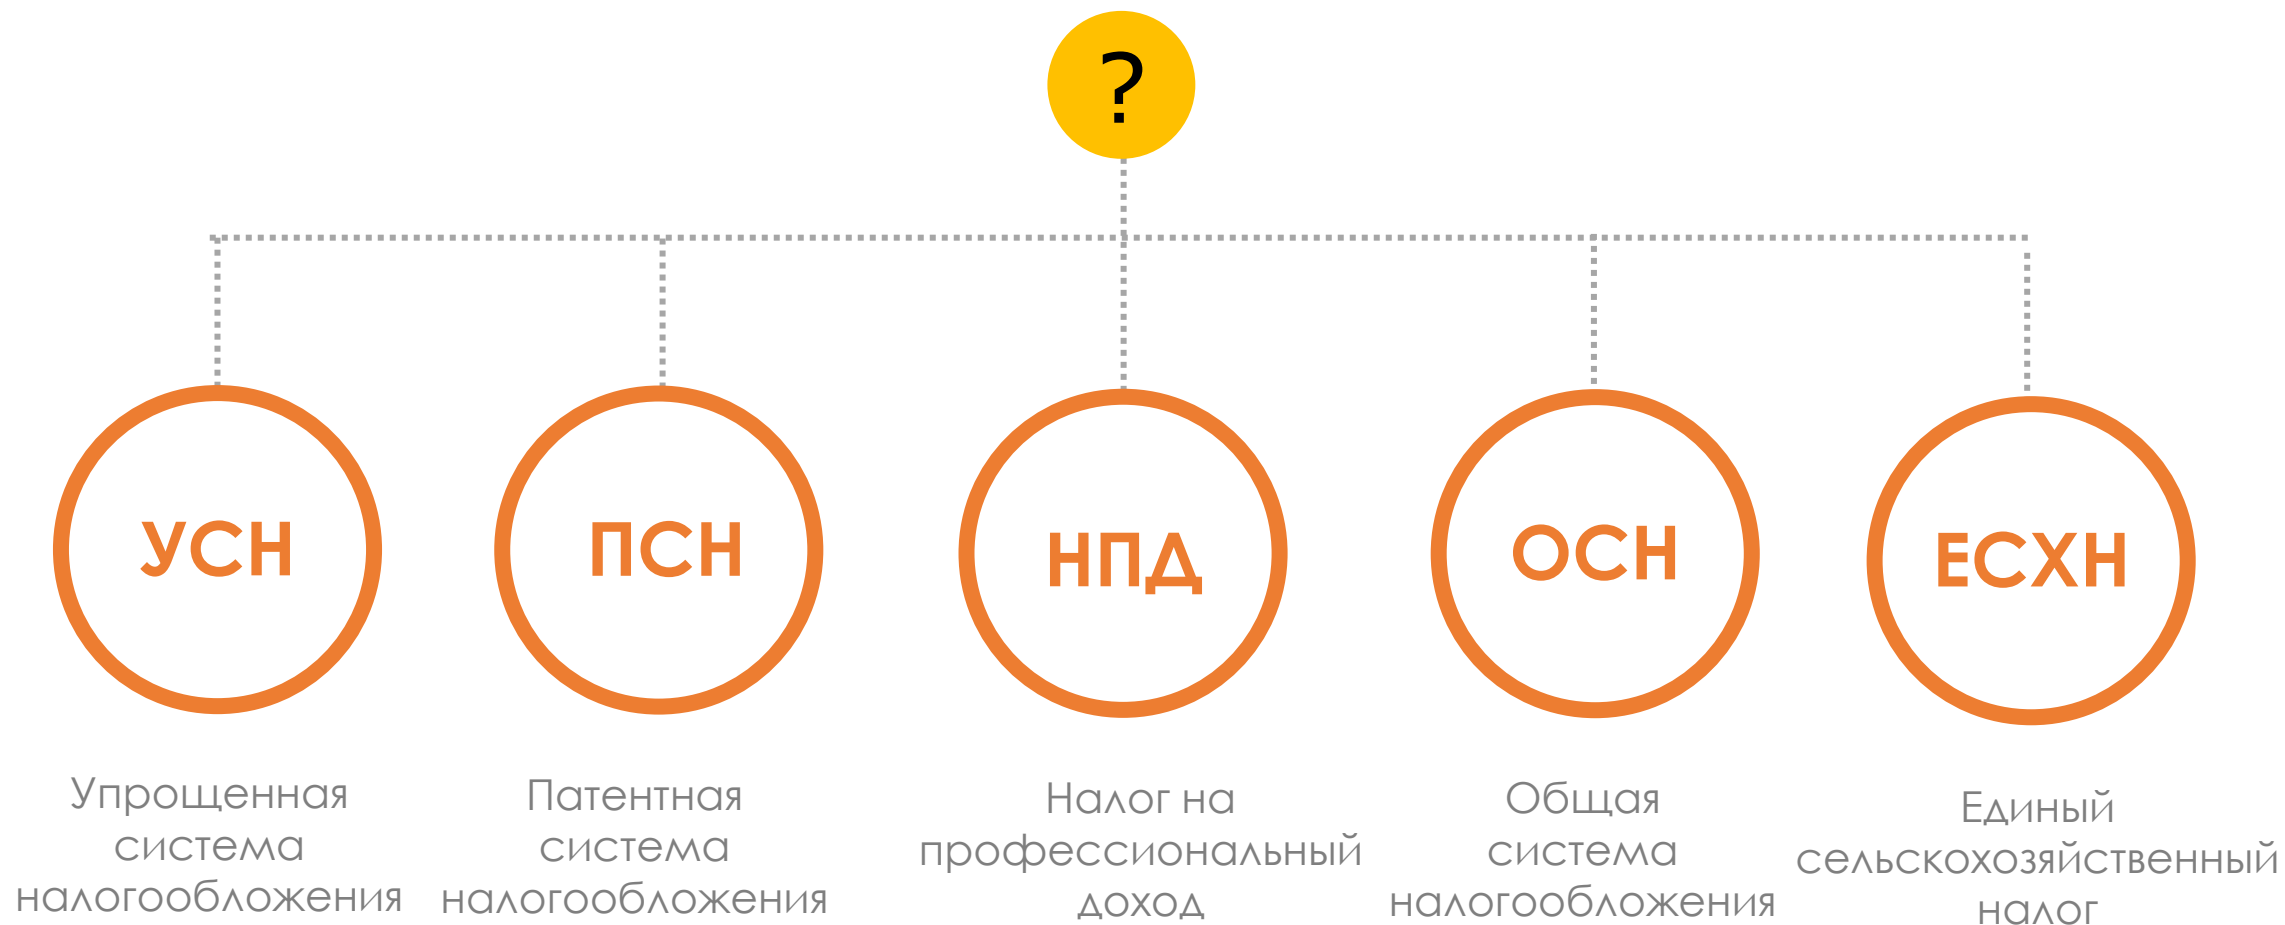 ?
УСН
ПСН
НПД
ОСН
ЕСХН
Упрощенная
система
налогообложения
Патентная
система
налогообложения
Налог на
профессиональный
доход
Общая
система
налогообложения
Единый
сельскохозяйственный
налог